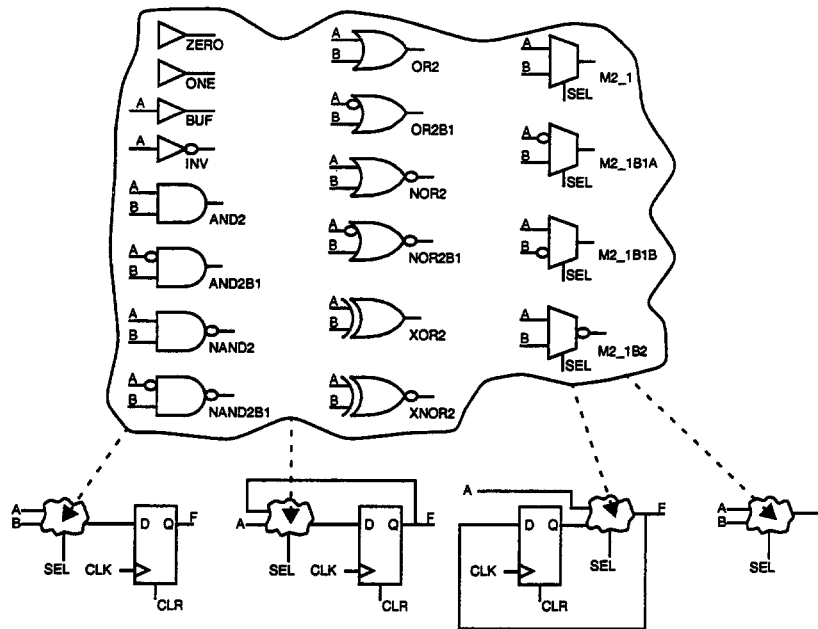 ZERO
ONE
A
BUF
A
INV
A
B
AND2
A
B
AND2B1
A
B
NAND2
A
B
NAND2B1
A
B
OR2
A
B
OR2B1
A
B
NOR2
A
B
NOR2B1
A
B
XOR2
A
B
XNOR2
A
B
M2_1
SEL
A
B
M2_1B1A
SEL
A
B
M2_1B1B
SEL
A
B
M2_1B2
SEL
A
B
SEL
D Q F
CLK
CLR
A
SEL
D Q F
CLK
CLR
A
D Q
CLK
CLR
SEL
F
A
B
SEL